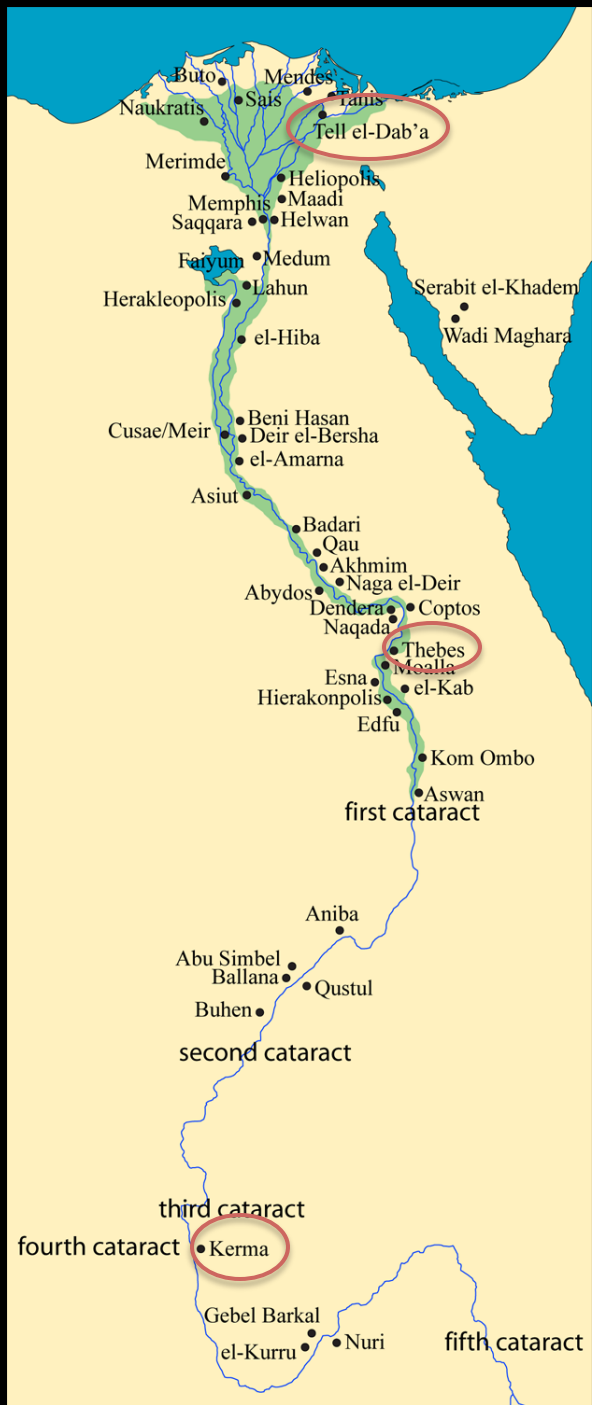 Buto
Mendes
Sais
Tanis
Naukratis
Tell el-Dab’a
Merimde
Heliopolis
Memphis
Maadi
Saqqara
Helwan
Faiyum
Medum
Lahun
Serabit el-Khadem
Herakleopolis
Wadi Maghara
el-Hiba
Beni Hasan
Cusae/Meir
Deir el-Bersha
el-Amarna
Asiut
Badari
Qau
Akhmim
Naga el-Deir
Abydos
Dendera
Coptos
Naqada
Thebes
Moalla
Esna
el-Kab
Hierakonpolis
Edfu
Kom Ombo
Aswan
first cataract
Aniba
Abu Simbel
Ballana
Qustul
Buhen
second cataract
third cataract
fourth cataract
Kerma
Gebel Barkal
el-Kurru
Nuri
fifth cataract